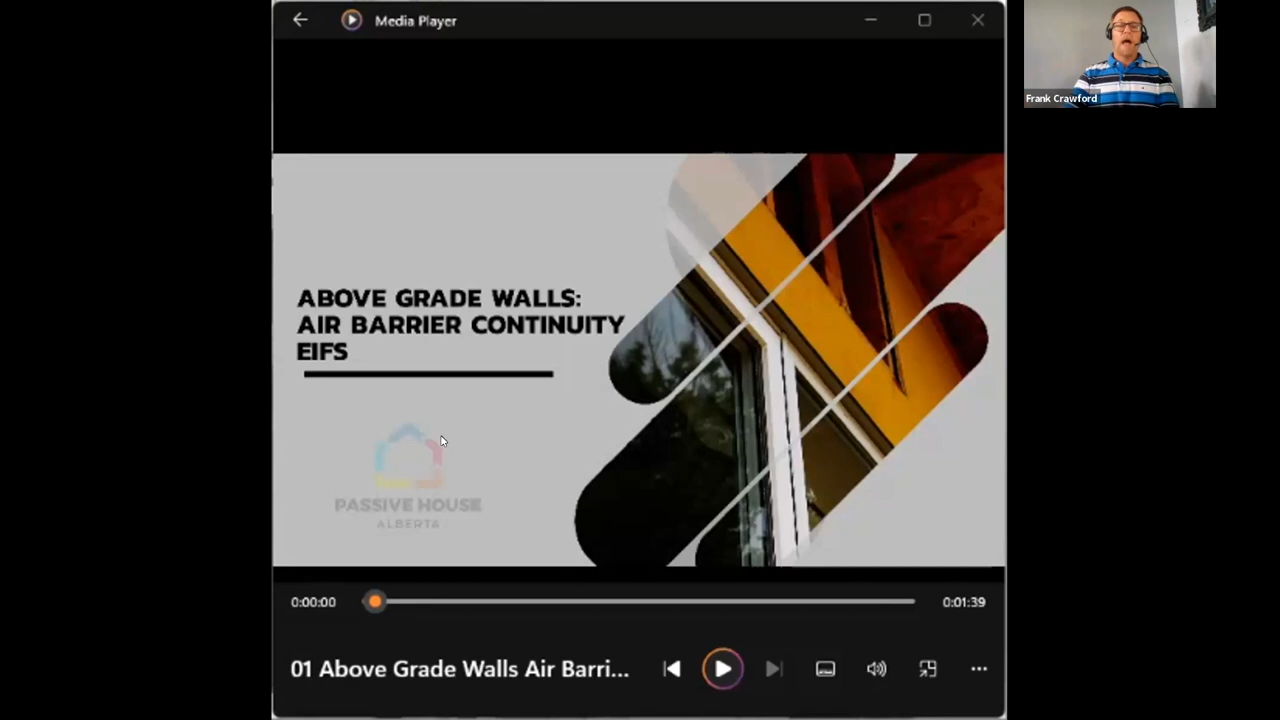 Media Player
Frank Crawford
ABOVE GRADE WALLS:
AIR BARRIER CONTINUITY
EIFS
PASSIVE HOUSE
ALBERTA
0:00:00
0:01:39
01 Above Grade Walls Air Barri...